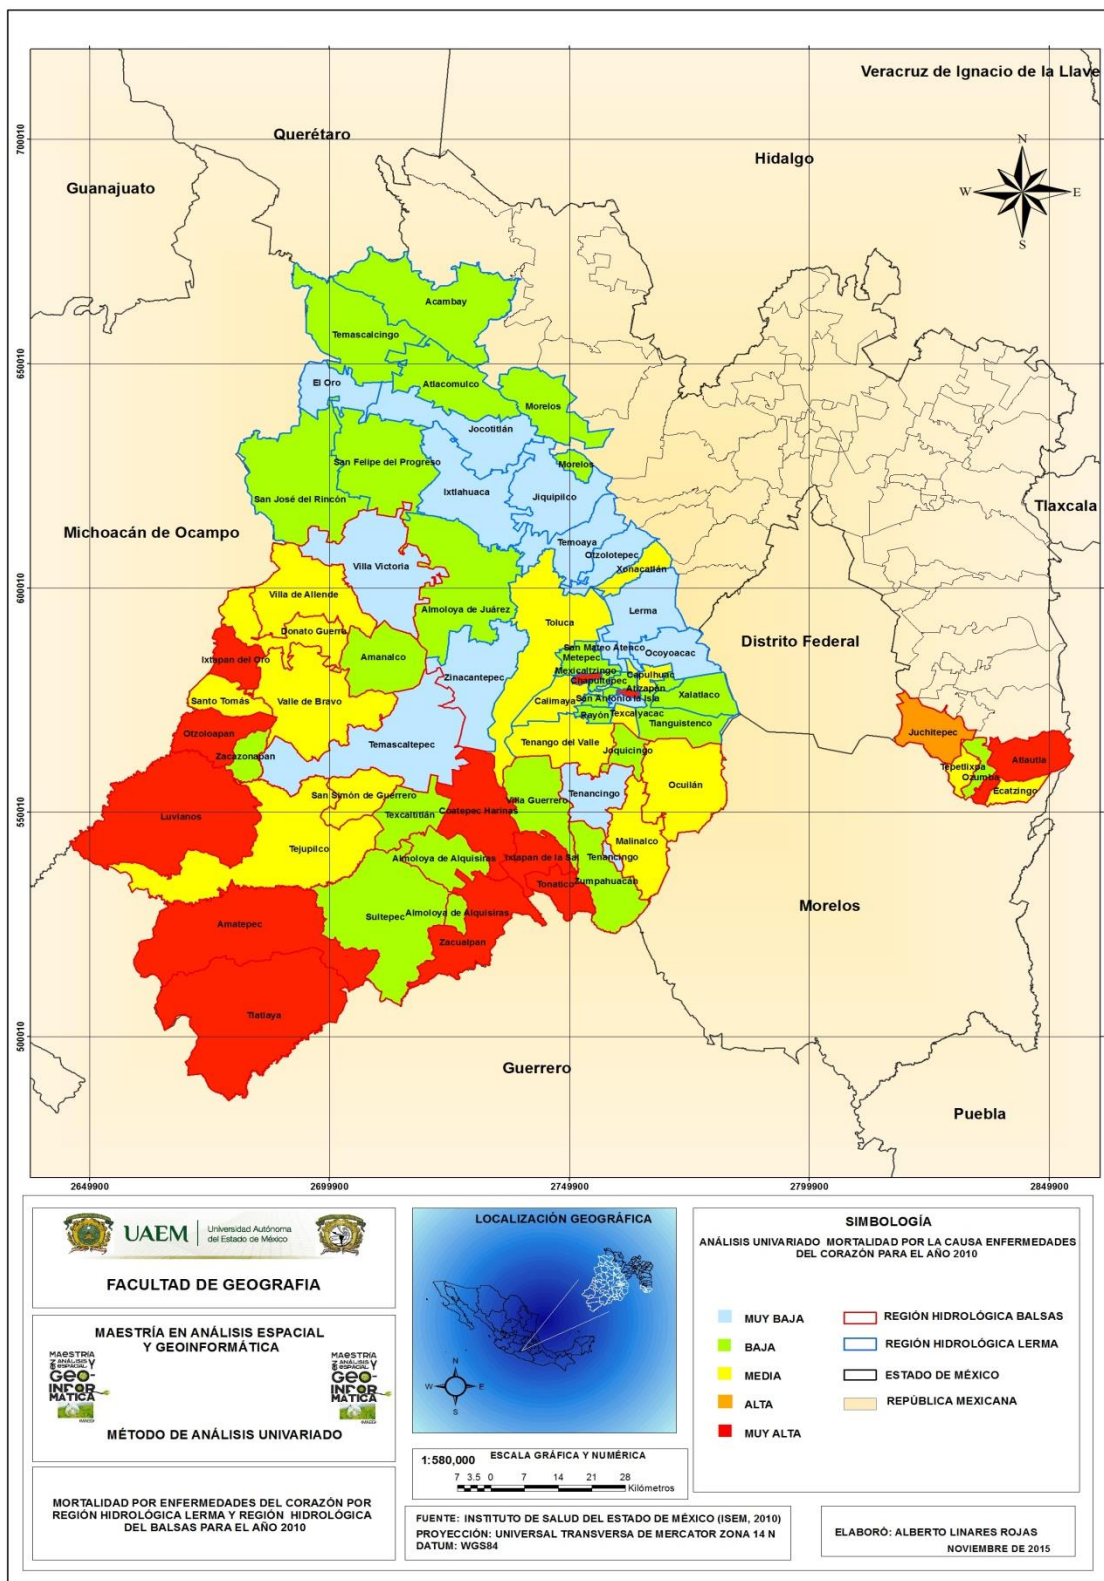 Veracruz de Ignacio de la Llave
Querétaro
Hidalgo
Guanajuato
N
W
E
S
Acambay
Temascalcingo
El Oro
Atlacomulco
Morelos
Jocotitlán
San Felipe del Progreso
Morelos
San José del Rincón
Ixtlahuaca
Jiquipilco
Tlaxcala
Michoacán de Ocampo
Temoaya
Otzolotepec
Villa Victoria
Xonacatlán
Villa de Allende
Almoloya de Juárez
Lerma
Toluca
Donato Guerra
Distrito Federal
San Mateo Atenco
Ocoyoacac
Ixtapan del Oro
Amanalco
Metepec
Zinacantepec
Mexicaltzingo
Capulhuac
Chapultepec
Atizapán
Santo Tomás
Valle de Bravo
Calimaya
San Antonio la Isla
Xalatlaco
Rayón
Texcalyacac
Tianguistenco
Otzoloapan
Temascaltepec
Tenango del Valle
Juchitepec
Zacazonapan
Joquicingo
Tepetlixpa
Atlautla
Ozumba
Ecatzingo
San Simón de Guerrero
Villa Guerrero
Tenancingo
Ocuilán
Luvianos
Texcaltitlán
Coatepec Harinas
Tejupilco
Malinalco
Almoloya de Alquisiras
Ixtapan de la Sal
Tenancingo
Tonatico
Zumpahuacán
Amatepec
Sultepec
Almoloya de Alquisiras
Morelos
Zacualpan
Tlatlaya
Guerrero
Puebla
700010
650010
600010
550010
500010
2649900
2699900
2749900
2799900
2849900
UAEM
Universidad Autónoma
del Estado de México
FACULTAD DE GEOGRAFIA
MAESTRÍA EN ANÁLISIS ESPACIAL
Y GEOINFORMÁTICA
MÉTODO DE ANÁLISIS UNIVARIADO
MORTALIDAD POR ENFERMEDADES DEL CORAZÓN POR
REGIÓN HIDROLÓGICA LERMA Y REGIÓN HIDROLÓGICA
DEL BALSAS PARA EL AÑO 2010
LOCALIZACIÓN GEOGRÁFICA
N
W
E
S
1:580,000
ESCALA GRÁFICA Y NUMÉRICA
7 3.5 0 7 14 21 28
Kilómetros
FUENTE: INSTITUTO DE SALUD DEL ESTADO DE MÉXICO (ISEM, 2010)
PROYECCIÓN: UNIVERSAL TRANSVERSA DE MERCATOR ZONA 14 N
DATUM: WGS84
SIMBOLOGÍA
ANÁLISIS UNIVARIADO MORTALIDAD POR LA CAUSA ENFERMEDADES
DEL CORAZÓN PARA EL AÑO 2010
MUY BAJA
BAJA
MEDIA
ALTA
MUY ALTA
REGIÓN HIDROLÓGICA BALSAS
REGIÓN HIDROLÓGICA LERMA
ESTADO DE MÉXICO
REPÚBLICA MEXICANA
ELABORÓ: ALBERTO LINARES ROJAS
NOVIEMBRE DE 2015